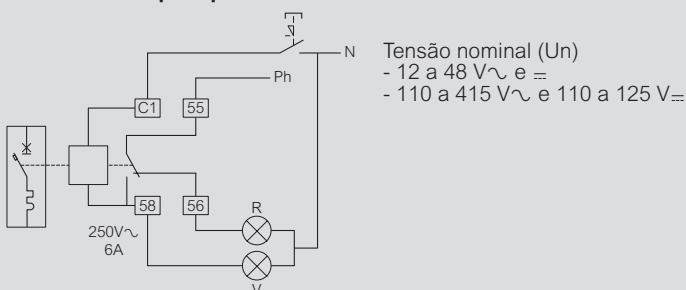 N
Tensão nominal (Un)
Ph
- 12 a 48 V~ e ⎓
- 110 a 415 V~ e 110 a 125 V⎓
C1
55
58
56
R
250V~
6A
V